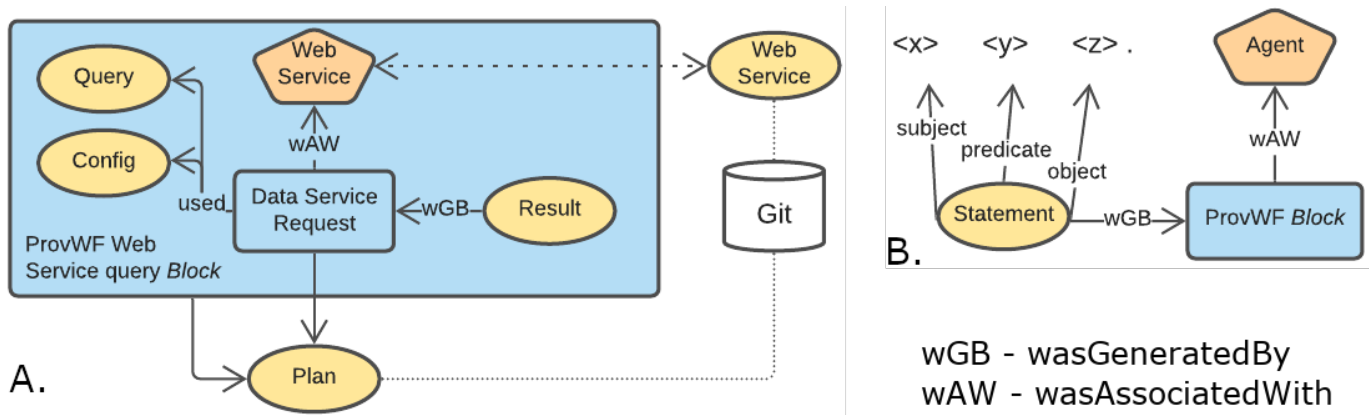 Query
Config
Web
Service
wAW
used
Data Service
Request
wGB
Result
ProvWF Web
Service query Block
Plan
A.
Web
Service
Git
<x> <y> <z> .
Agent
subject
predicate
object
wAW
Statement
wGB
ProvWF Block
B.
wGB - wasGeneratedBy
wAW - wasAssociatedWith